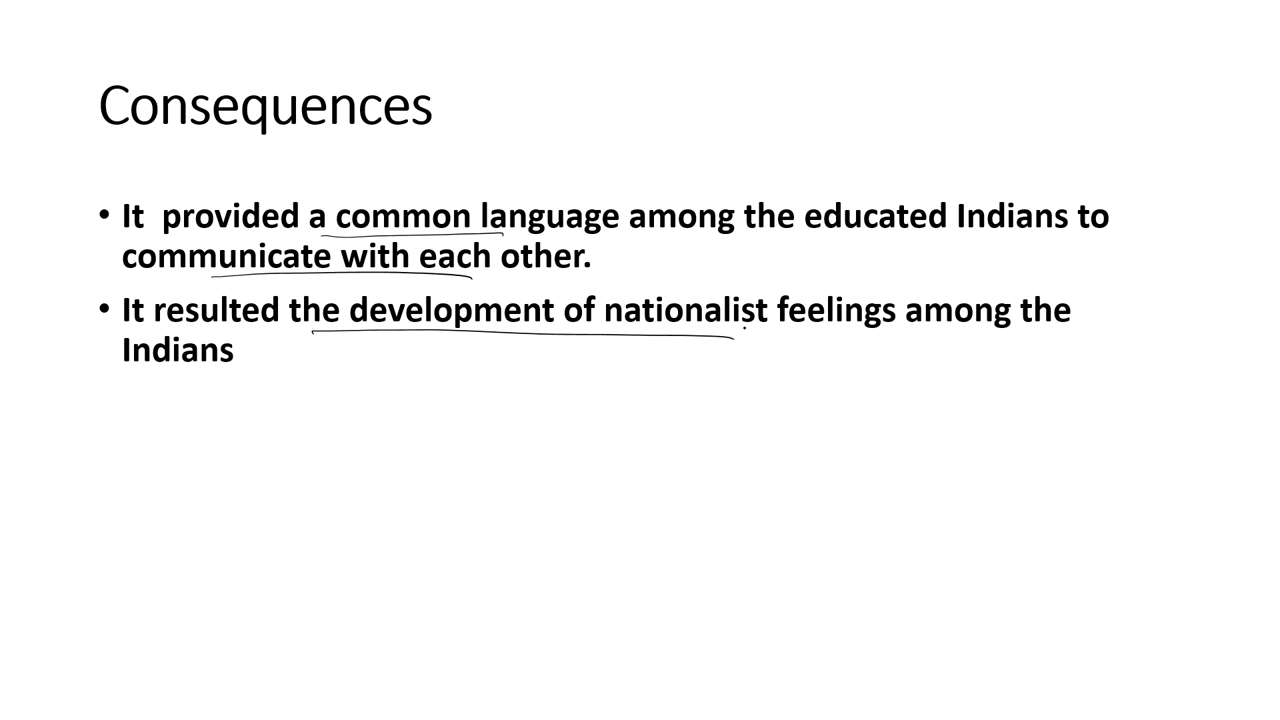 Consequences
• It  provided a common language among the educated Indians to
communicate with each other.
• It resulted the development of nationalist feelings among the
Indians